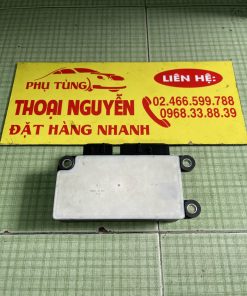 PHỤ TÙNG
LIÊN HỆ:
THOẠI NGUYỄN
02.466.599.788
0968.33.88.39
ĐẶT HÀNG NHANH